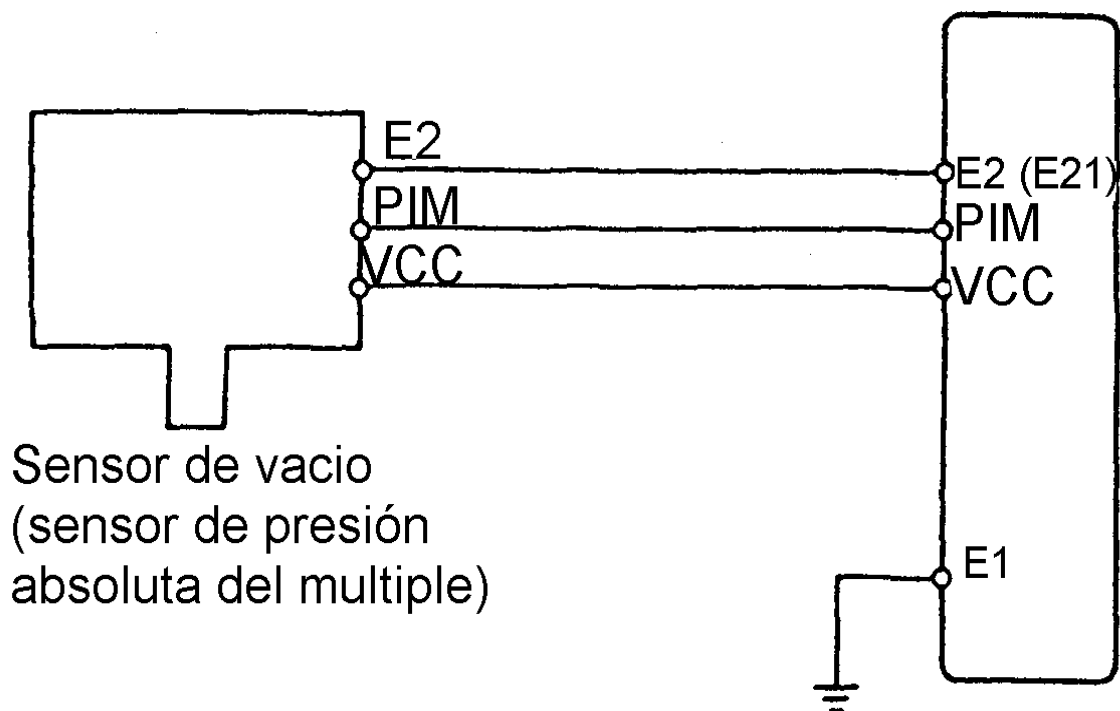 E2
PIM
VCC
E2 (E21)
PIM
VCC
Sensor de vacio
(sensor de presión
absoluta del multiple)
E1